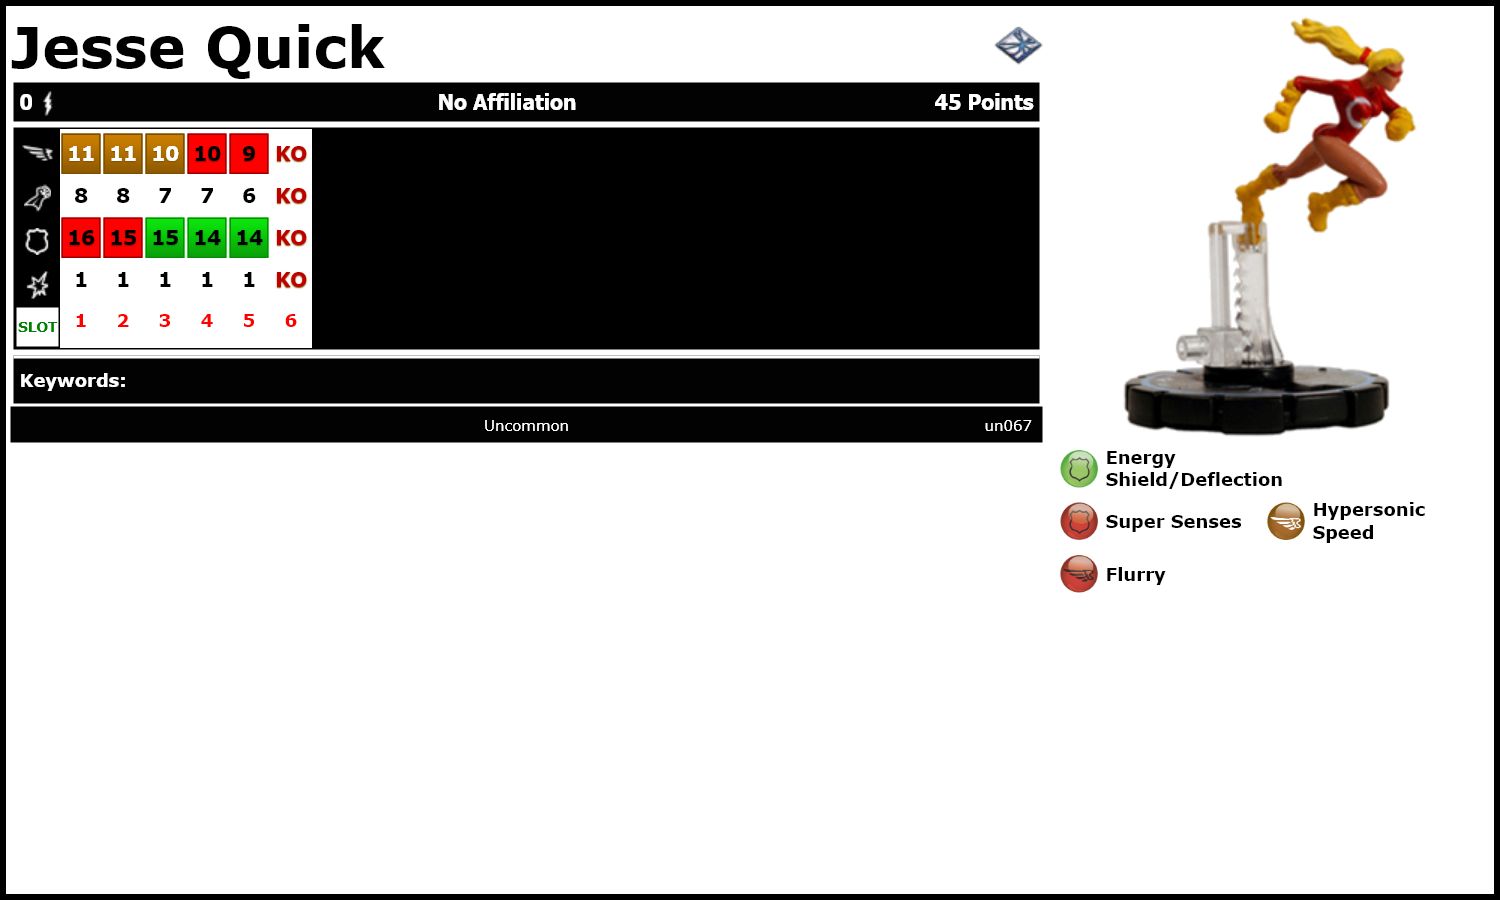 Jesse Quick
0 No Affiliation 45 Points
11 11 10 10 9 KO
8 8 7 7 6 KO
16 15 15 14 14 KO
1 1 1 1 1 KO
SLOT 1 2 3 4 5 6
Keywords:
Uncommon un067
Energy
Shield/Deflection
Super Senses
Hypersonic
Speed
Flurry